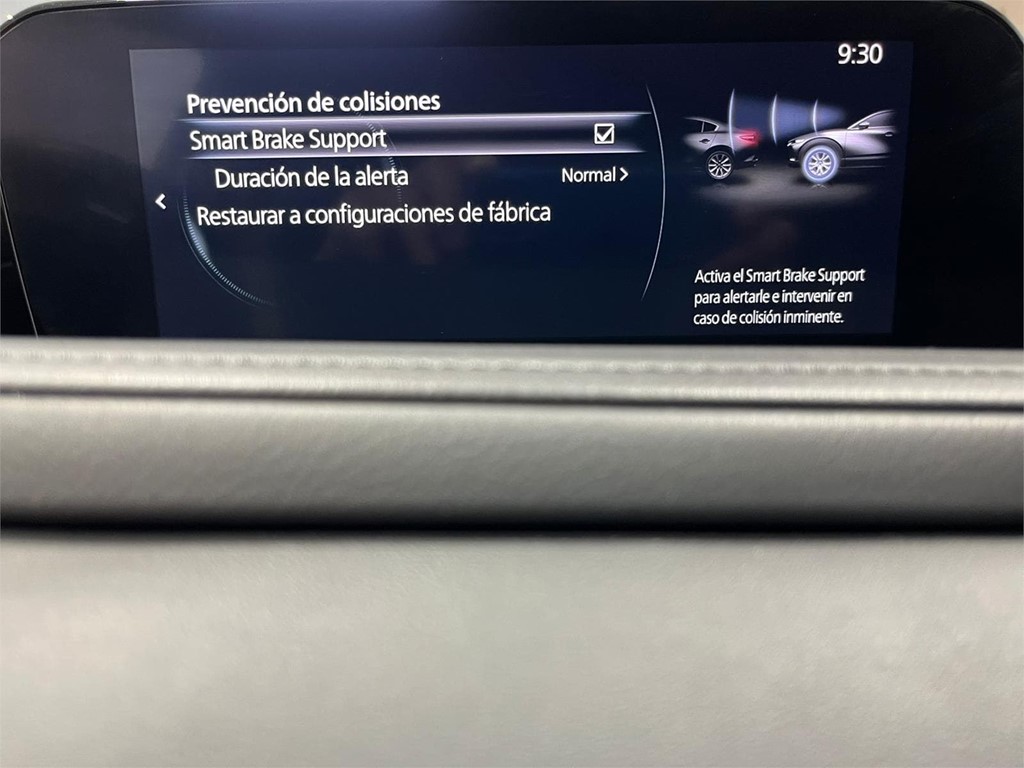 9:30
Prevención de colisiones
Smart Brake Support
Duración de la alerta Normal >
Restaurar a configuraciones de fábrica
Activa el Smart Brake Support
para alertarle e intervenir en
caso de colisión inminente.